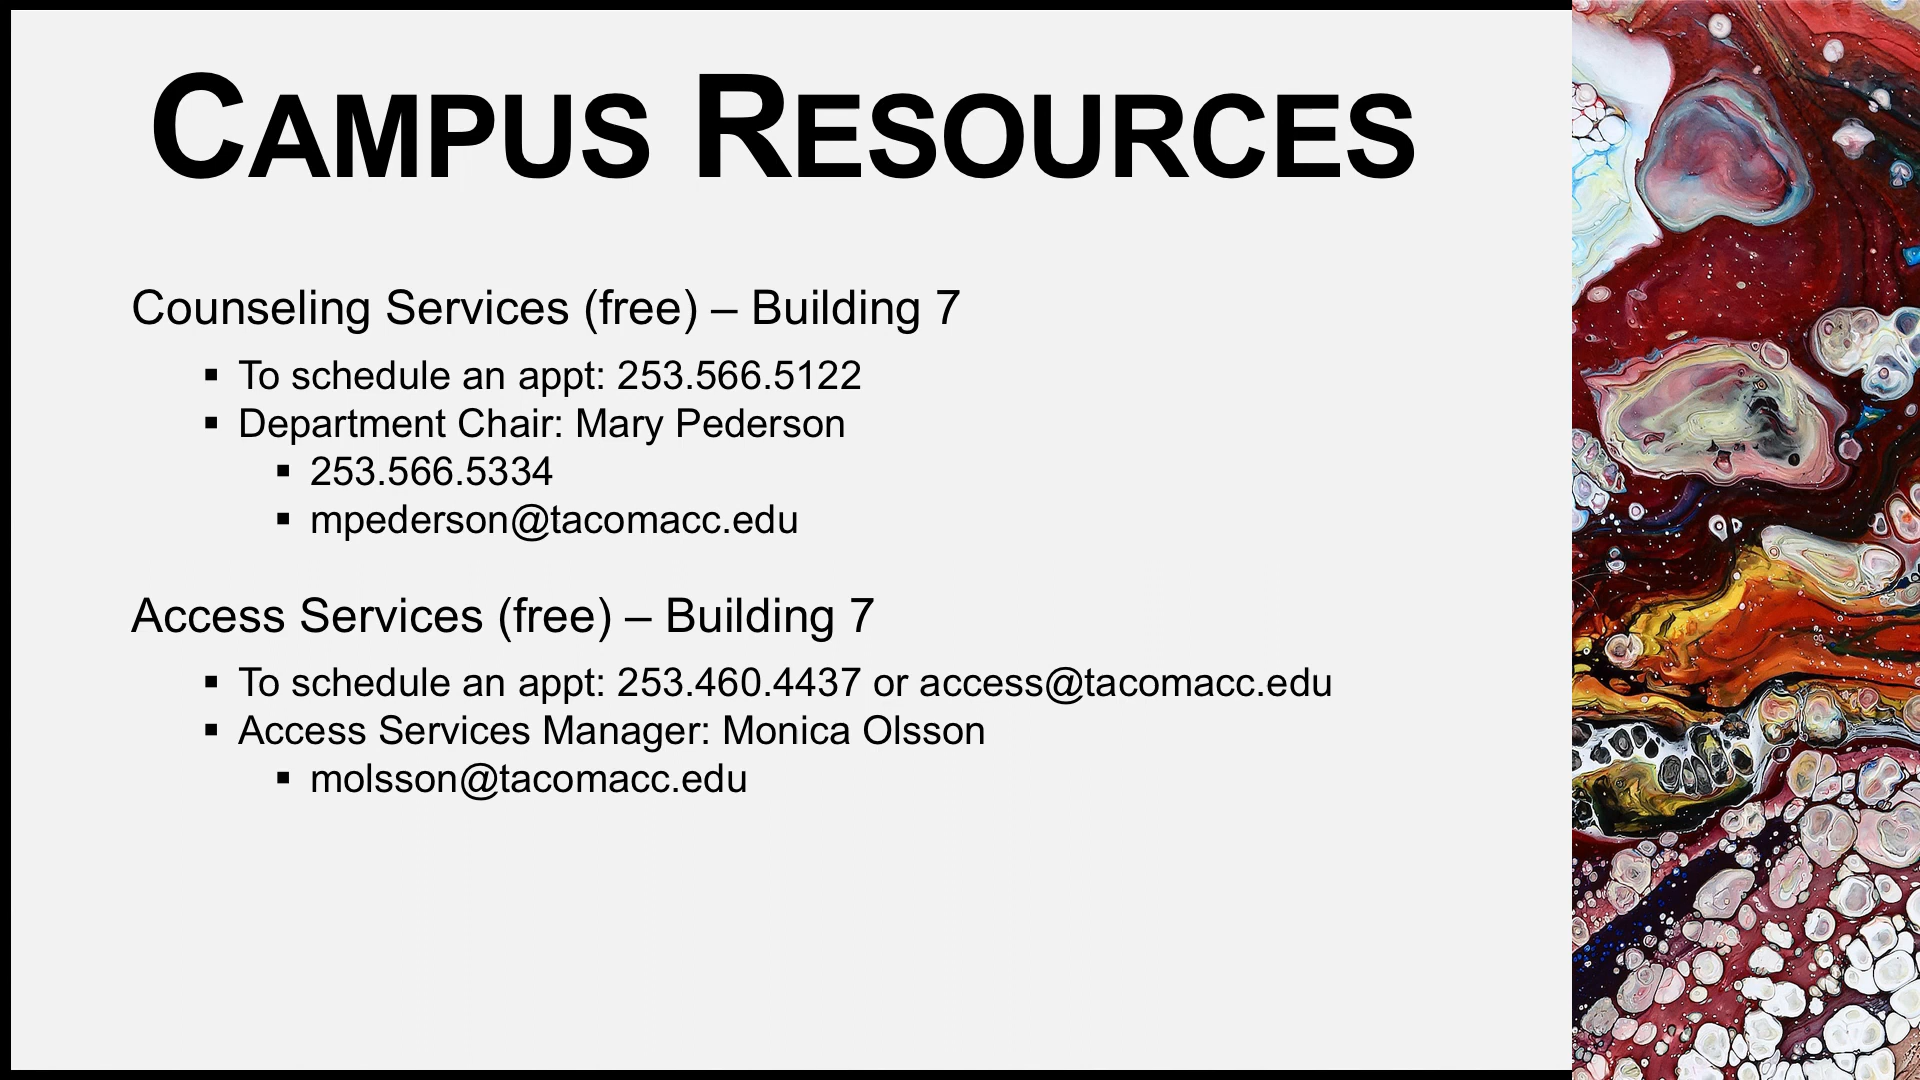 CAMPUS RESOURCES
Counseling Services (free) – Building 7
▪ To schedule an appt: 253.566.5122
▪ Department Chair: Mary Pederson
▪ 253.566.5334
▪ mpederson@tacomacc.edu
Access Services (free) – Building 7
▪ To schedule an appt: 253.460.4437 or access@tacomacc.edu
▪ Access Services Manager: Monica Olsson
▪ molsson@tacomacc.edu